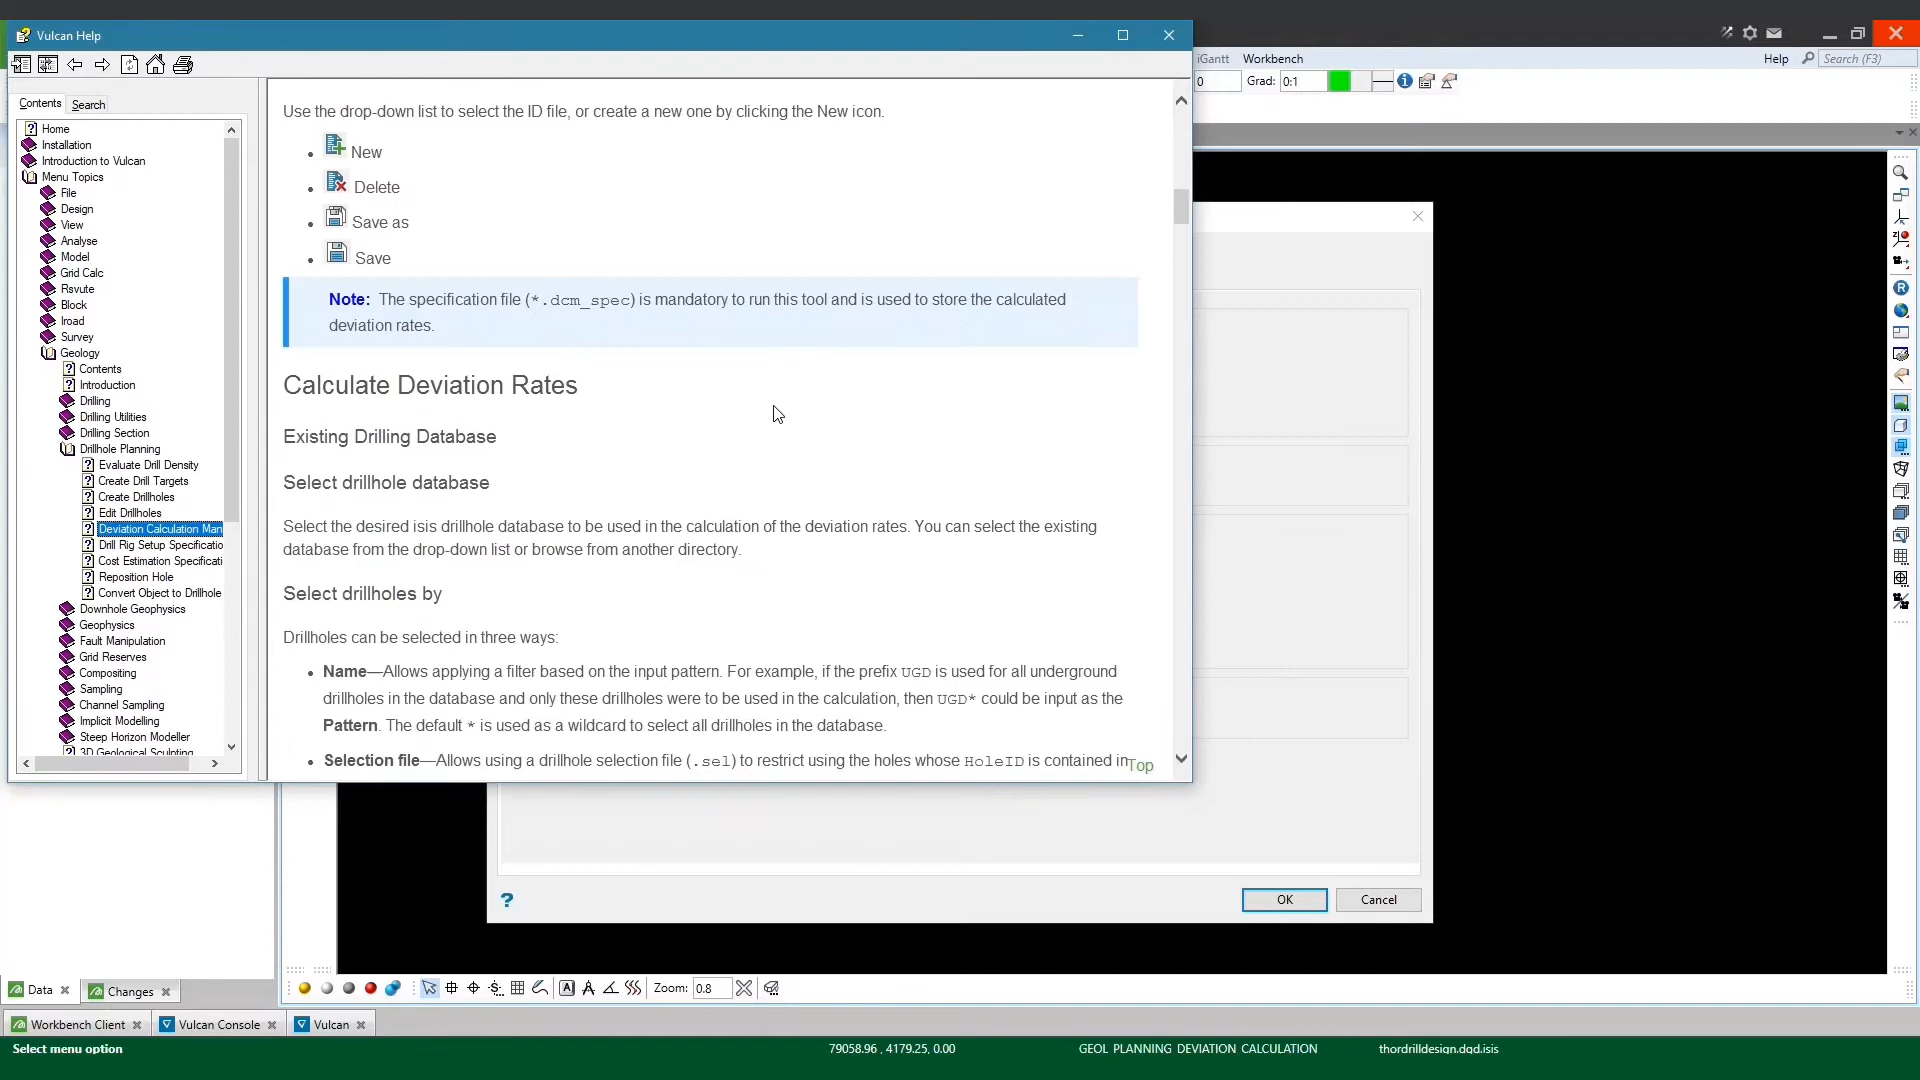 Vulcan Help
iGantt
Workbench
Help
Search (F3)
0
Grad:
0:1
Contents
Search
Home
Installation
Introduction to Vulcan
Menu Topics
File
Design
View
Analyse
Model
Grid Calc
Rsvute
Block
Iroad
Survey
Geology
Contents
Introduction
Drilling
Drilling Utilities
Drilling Section
Drillhole Planning
Evaluate Drill Density
Create Drill Targets
Create Drillholes
Edit Drillholes
Deviation Calculation Man
Drill Rig Setup Specificatio
Cost Estimation Specificati
Reposition Hole
Convert Object to Drillhole
Downhole Geophysics
Geophysics
Fault Manipulation
Grid Reserves
Compositing
Sampling
Channel Sampling
Implicit Modelling
Steep Horizon Modeller
3D Geological Sculpting
Use the drop-down list to select the ID file, or create a new one by clicking the New icon.
• New
• Delete
• Save as
• Save
Note: The specification file (*.dcm_spec) is mandatory to run this tool and is used to store the calculated
deviation rates.
Calculate Deviation Rates
Existing Drilling Database
Select drillhole database
Select the desired isis drillhole database to be used in the calculation of the deviation rates. You can select the existing
database from the drop-down list or browse from another directory.
Select drillholes by
Drillholes can be selected in three ways:
• Name—Allows applying a filter based on the input pattern. For example, if the prefix UGD is used for all underground
drillholes in the database and only these drillholes were to be used in the calculation, then UGD* could be input as the
Pattern. The default * is used as a wildcard to select all drillholes in the database.
• Selection file—Allows using a drillhole selection file (.sel) to restrict using the holes whose HoleID is contained in
Top
?
OK
Cancel
Data
Changes
Zoom:
0.8
Workbench Client
Vulcan Console
Vulcan
Select menu option
79058.96 , 4179.25, 0.00
GEOL PLANNING DEVIATION CALCULATION
thordrilldesign.dgd.isis